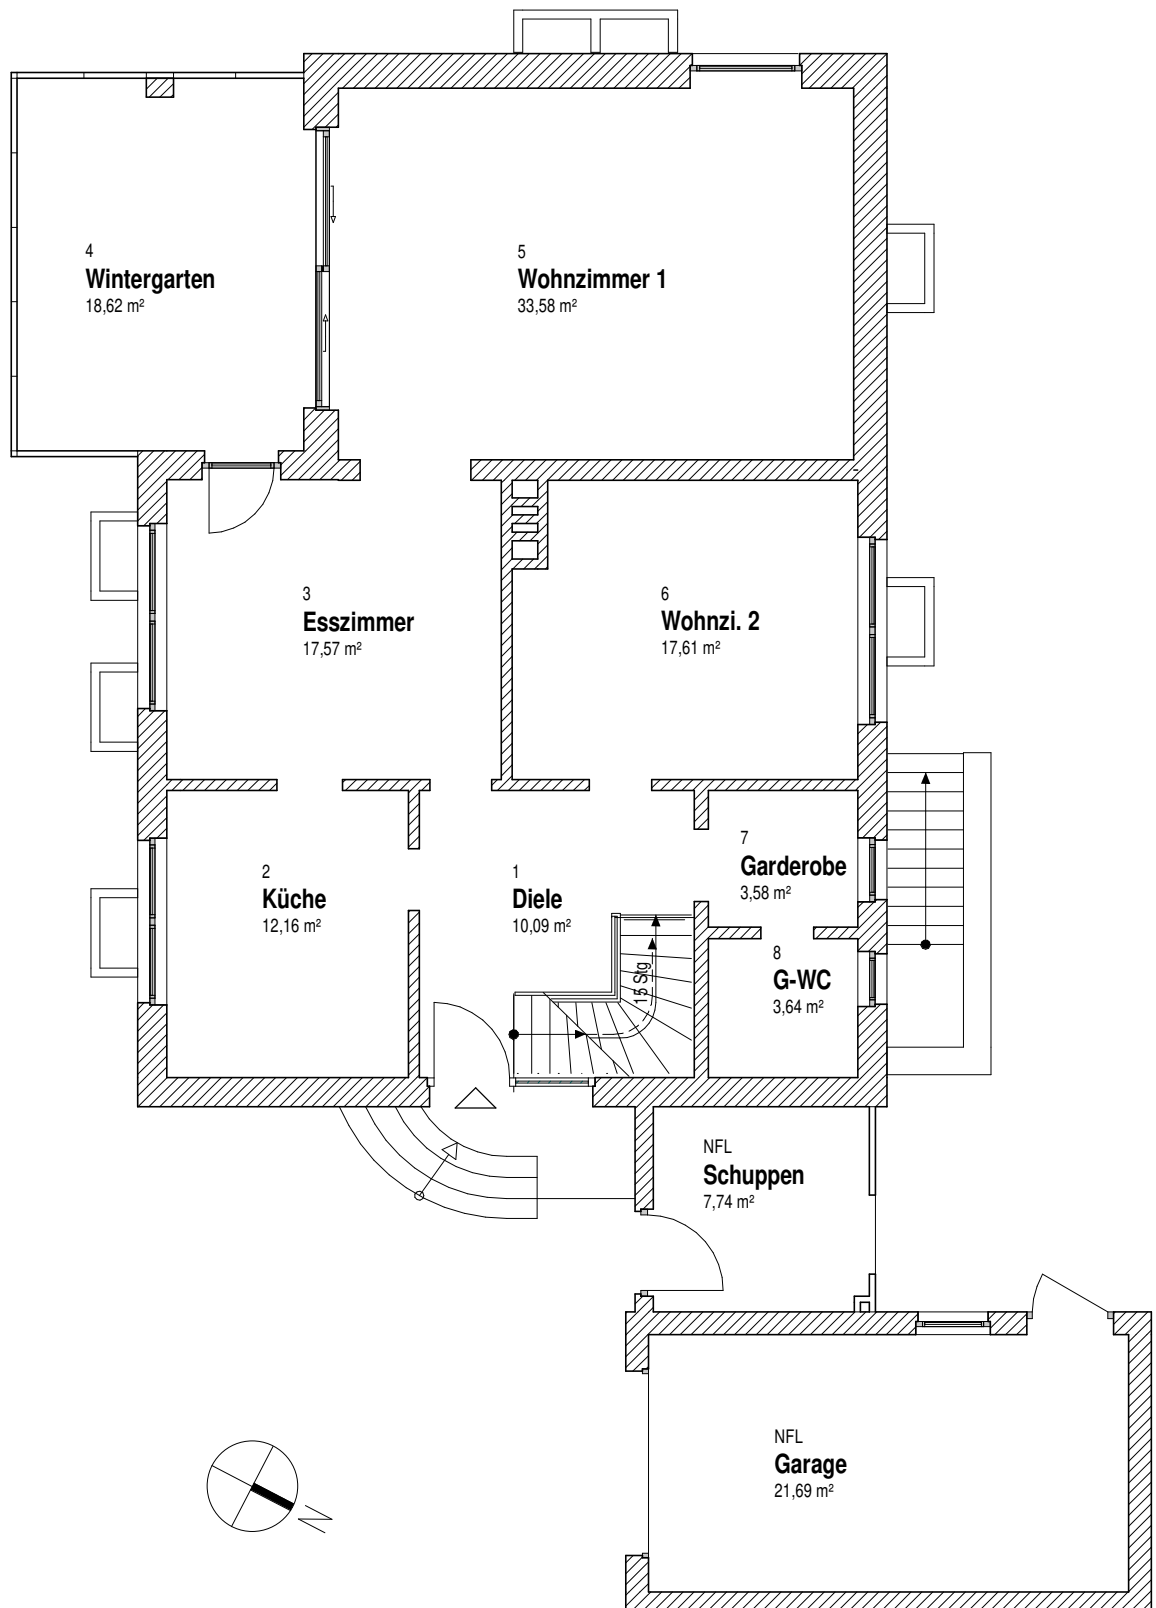 4
Wintergarten
18,62 m²
5
Wohnzimmer 1
33,58 m²
3
Esszimmer
17,57 m²
6
Wohnzi. 2
17,61 m²
2
Küche
12,16 m²
1
Diele
10,09 m²
7
Garderobe
3,58 m²
8
G-WC
3,64 m²
15 Stg
NFL
Schuppen
7,74 m²
NFL
Garage
21,69 m²
N